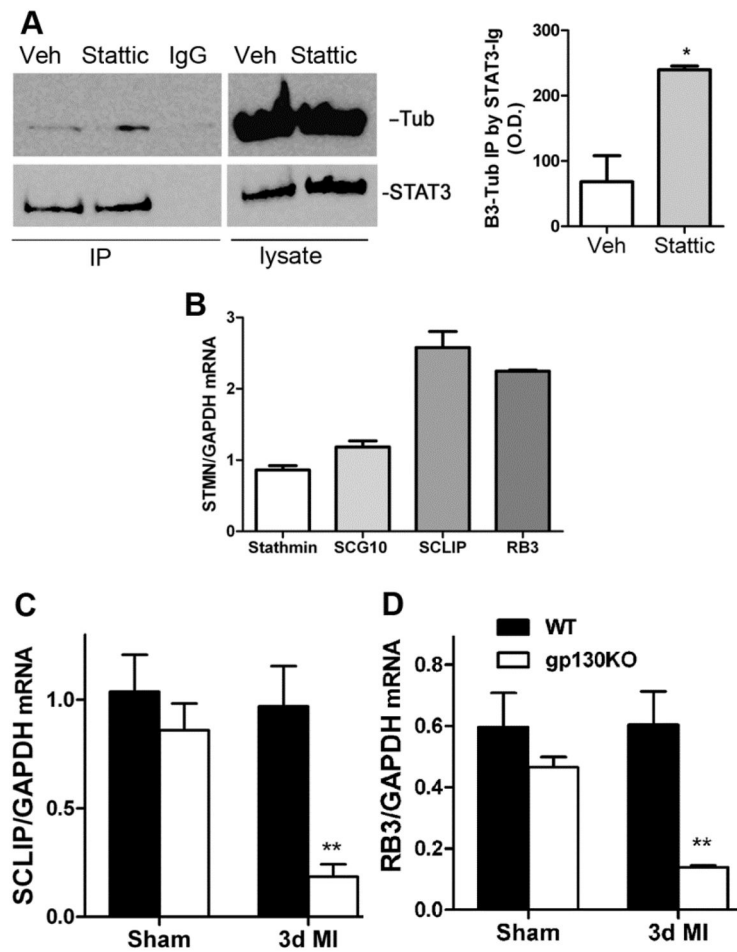 A
Veh Stattic IgG
Veh Stattic
–Tub
-STAT3
IP
lysate
B3-Tub IP by STAT3-Ig
(O.D.)
300
200
100
0
*
Veh Stattic
B
STMN/GAPDH mRNA
3
2
1
0
Stathmin SCG10 SCLIP RB3
C
SCLIP/GAPDH mRNA
1.0
0.5
0.0
**
Sham 3d MI
D
WT
gp130KO
RB3/GAPDH mRNA
0.8
0.6
0.4
0.2
0.0
**
Sham 3d MI